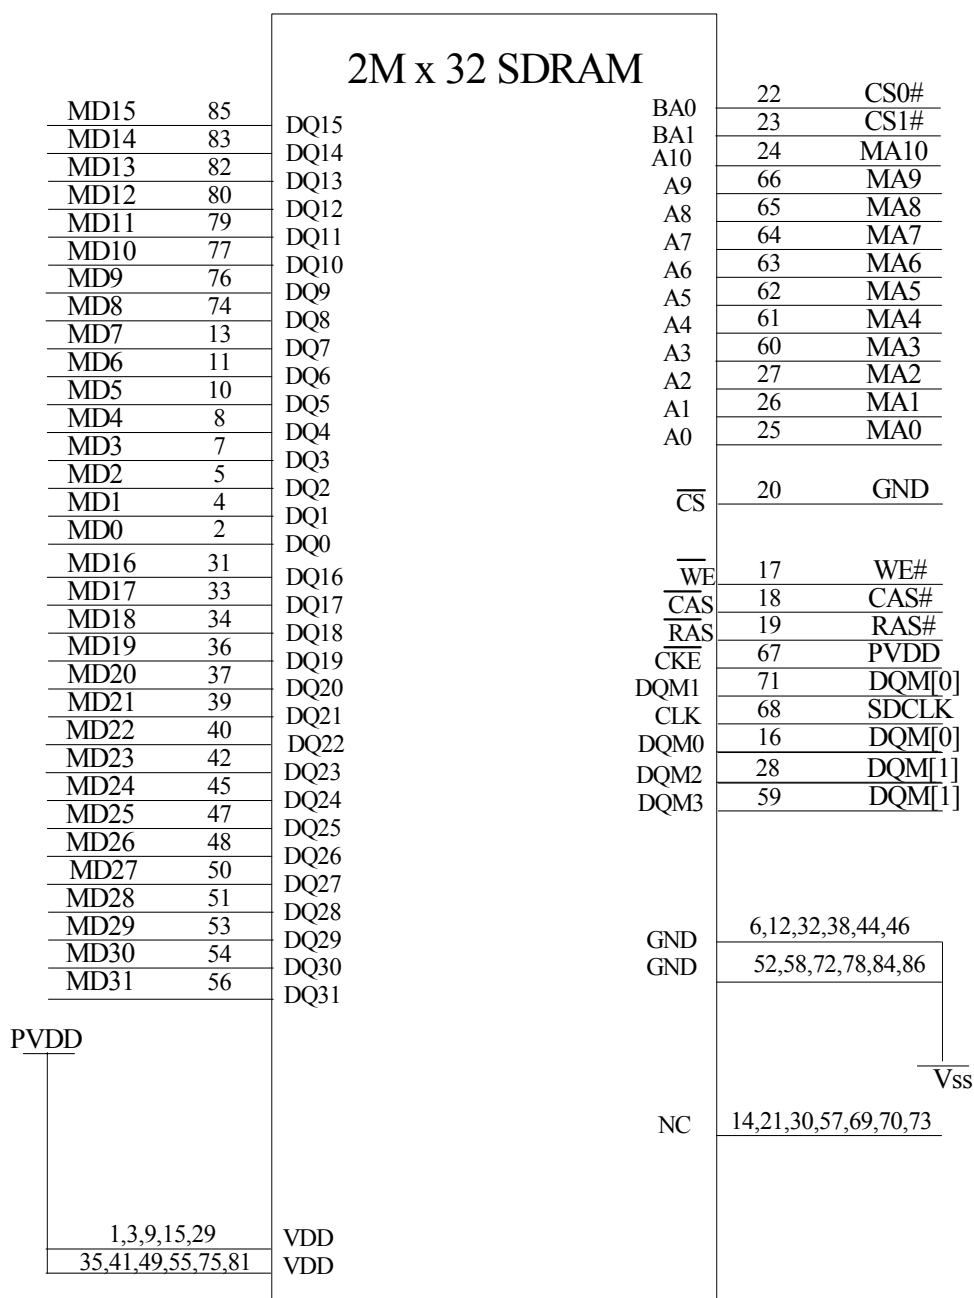 2M x 32 SDRAM
MD15 85 DQ15
MD14 83 DQ14
MD13 82 DQ13
MD12 80 DQ12
MD11 79 DQ11
MD10 77 DQ10
MD9 76 DQ9
MD8 74 DQ8
MD7 13 DQ7
MD6 11 DQ6
MD5 10 DQ5
MD4 8 DQ4
MD3 7 DQ3
MD2 5 DQ2
MD1 4 DQ1
MD0 2 DQ0
MD16 31 DQ16
MD17 33 DQ17
MD18 34 DQ18
MD19 36 DQ19
MD20 37 DQ20
MD21 39 DQ21
MD22 40 DQ22
MD23 42 DQ23
MD24 45 DQ24
MD25 47 DQ25
MD26 48 DQ26
MD27 50 DQ27
MD28 51 DQ28
MD29 53 DQ29
MD30 54 DQ30
MD31 56 DQ31
PVDD
1,3,9,15,29 VDD
35,41,49,55,75,81 VDD
BA0 22 CS0#
BA1 23 CS1#
A10 24 MA10
A9 66 MA9
A8 65 MA8
A7 64 MA7
A6 63 MA6
A5 62 MA5
A4 61 MA4
A3 60 MA3
A2 27 MA2
A1 26 MA1
A0 25 MA0
CS 20 GND
WE 17 WE#
CAS 18 CAS#
RAS 19 RAS#
CKE 67 PVDD
DQM1 71 DQM[0]
CLK 68 SDCLK
DQM0 16 DQM[0]
DQM2 28 DQM[1]
DQM3 59 DQM[1]
GND 6,12,32,38,44,46
GND 52,58,72,78,84,86
Vss
NC 14,21,30,57,69,70,73